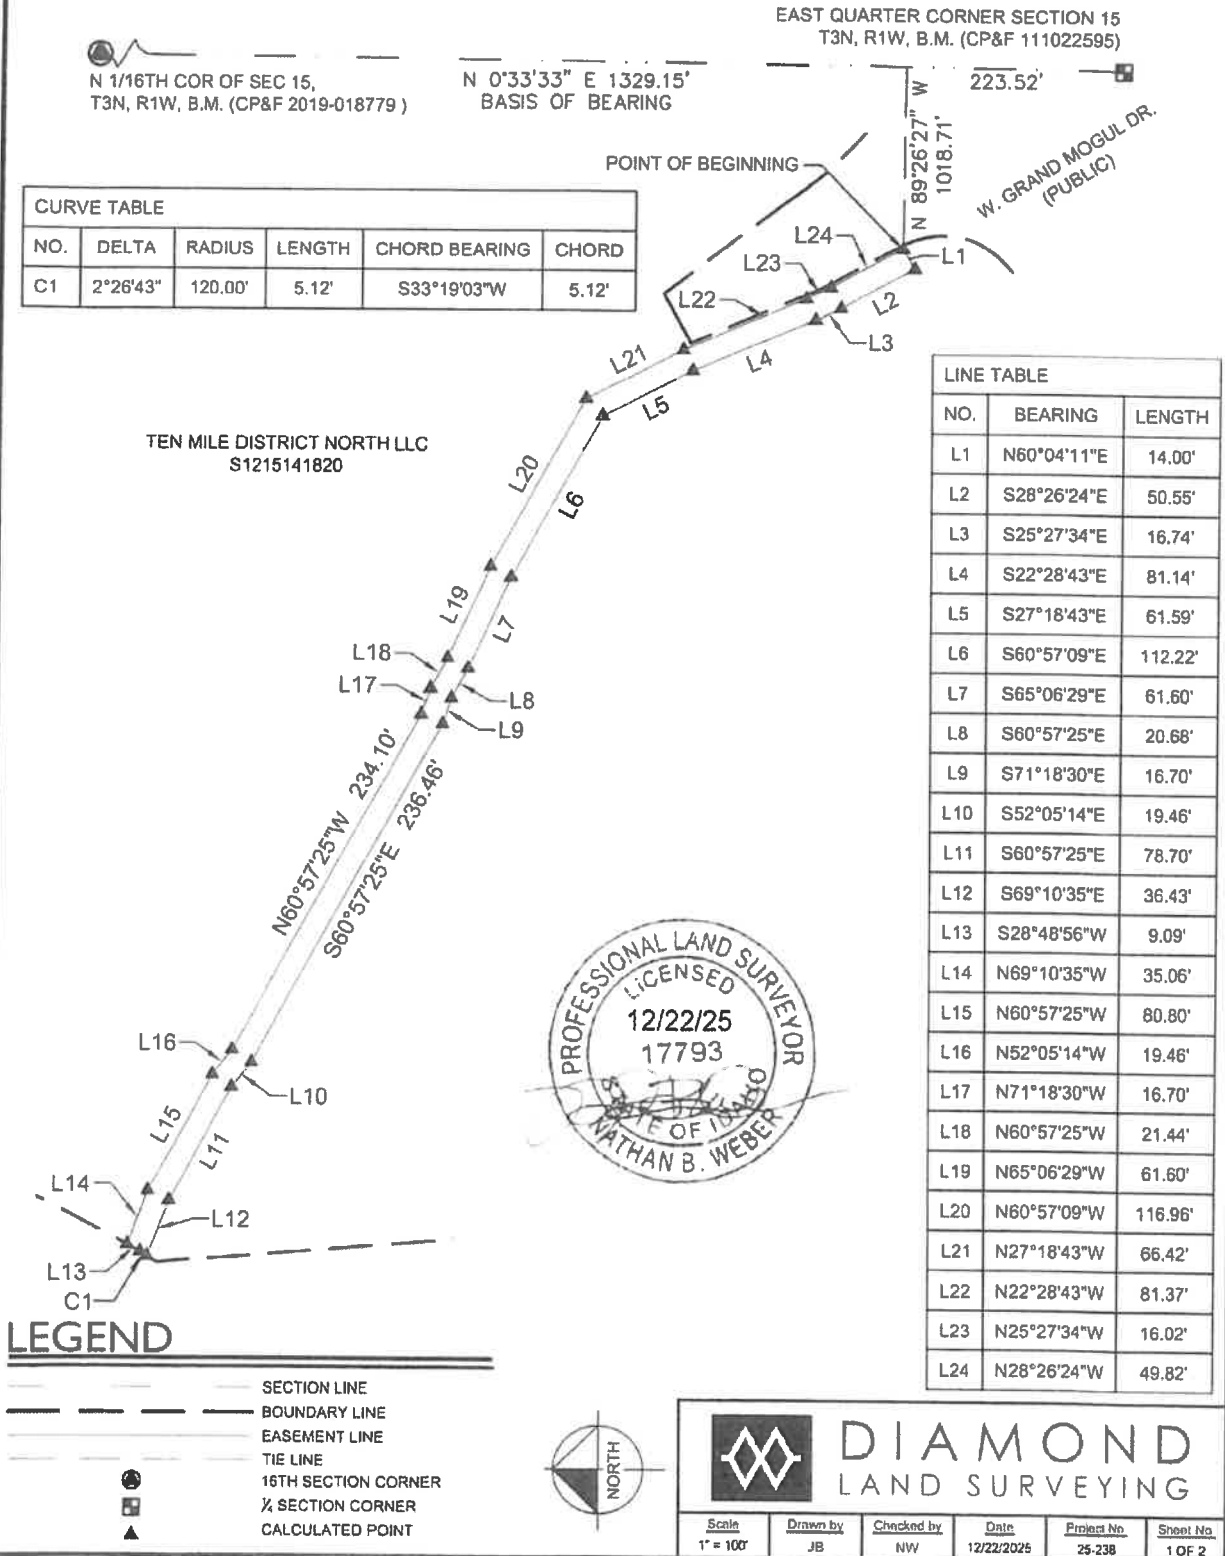 EAST QUARTER CORNER SECTION 15
T3N, R1W, B.M. (CP&F 111022595)
N 1/16TH COR OF SEC 15,
T3N, R1W, B.M. (CP&F 2019-018779 )
N 0°33'33" E 1329.15'
BASIS OF BEARING
223.52'
N 89°26'27" W
1018.71'
W. GRAND MOGUL DR.
(PUBLIC)
POINT OF BEGINNING
CURVE TABLE
NO. DELTA RADIUS LENGTH CHORD BEARING CHORD
C1 2°26'43" 120.00' 5.12' S33°19'03"W 5.12'
L24
L1
L23
L2
L22
L3
L21
L4
L5
TEN MILE DISTRICT NORTH LLC
S1215141820
L20
L6
L19
L7
L18
L17
L8
L9
N60°57'25"W 234.10'
S60°57'25"E 236.46'
L16
L10
L15
L11
L14
L12
L13
C1
LINE TABLE
NO. BEARING LENGTH
L1 N60°04'11"E 14.00'
L2 S28°26'24"E 50.55'
L3 S25°27'34"E 16.74'
L4 S22°28'43"E 81.14'
L5 S27°18'43"E 61.59'
L6 S60°57'09"E 112.22'
L7 S65°06'29"E 61.60'
L8 S60°57'25"E 20.68'
L9 S71°18'30"E 16.70'
L10 S52°05'14"E 19.46'
L11 S60°57'25"E 78.70'
L12 S69°10'35"E 36.43'
L13 S28°48'56"W 9.09'
L14 N69°10'35"W 35.06'
L15 N60°57'25"W 80.80'
L16 N52°05'14"W 19.46'
L17 N71°18'30"W 16.70'
L18 N60°57'25"W 21.44'
L19 N65°06'29"W 61.60'
L20 N60°57'09"W 116.96'
L21 N27°18'43"W 66.42'
L22 N22°28'43"W 81.37'
L23 N25°27'34"W 16.02'
L24 N28°26'24"W 49.82'
PROFESSIONAL LAND SURVEYOR
LICENSED
12/22/25
17793
STATE OF IDAHO
NATHAN B. WEBER
LEGEND
SECTION LINE
BOUNDARY LINE
EASEMENT LINE
TIE LINE
16TH SECTION CORNER
¼ SECTION CORNER
CALCULATED POINT
NORTH
DIAMOND
LAND SURVEYING
Scale Drawn by Checked by Date Project No Sheet No
1" = 100' JB NW 12/22/2025 25-238 1 OF 2